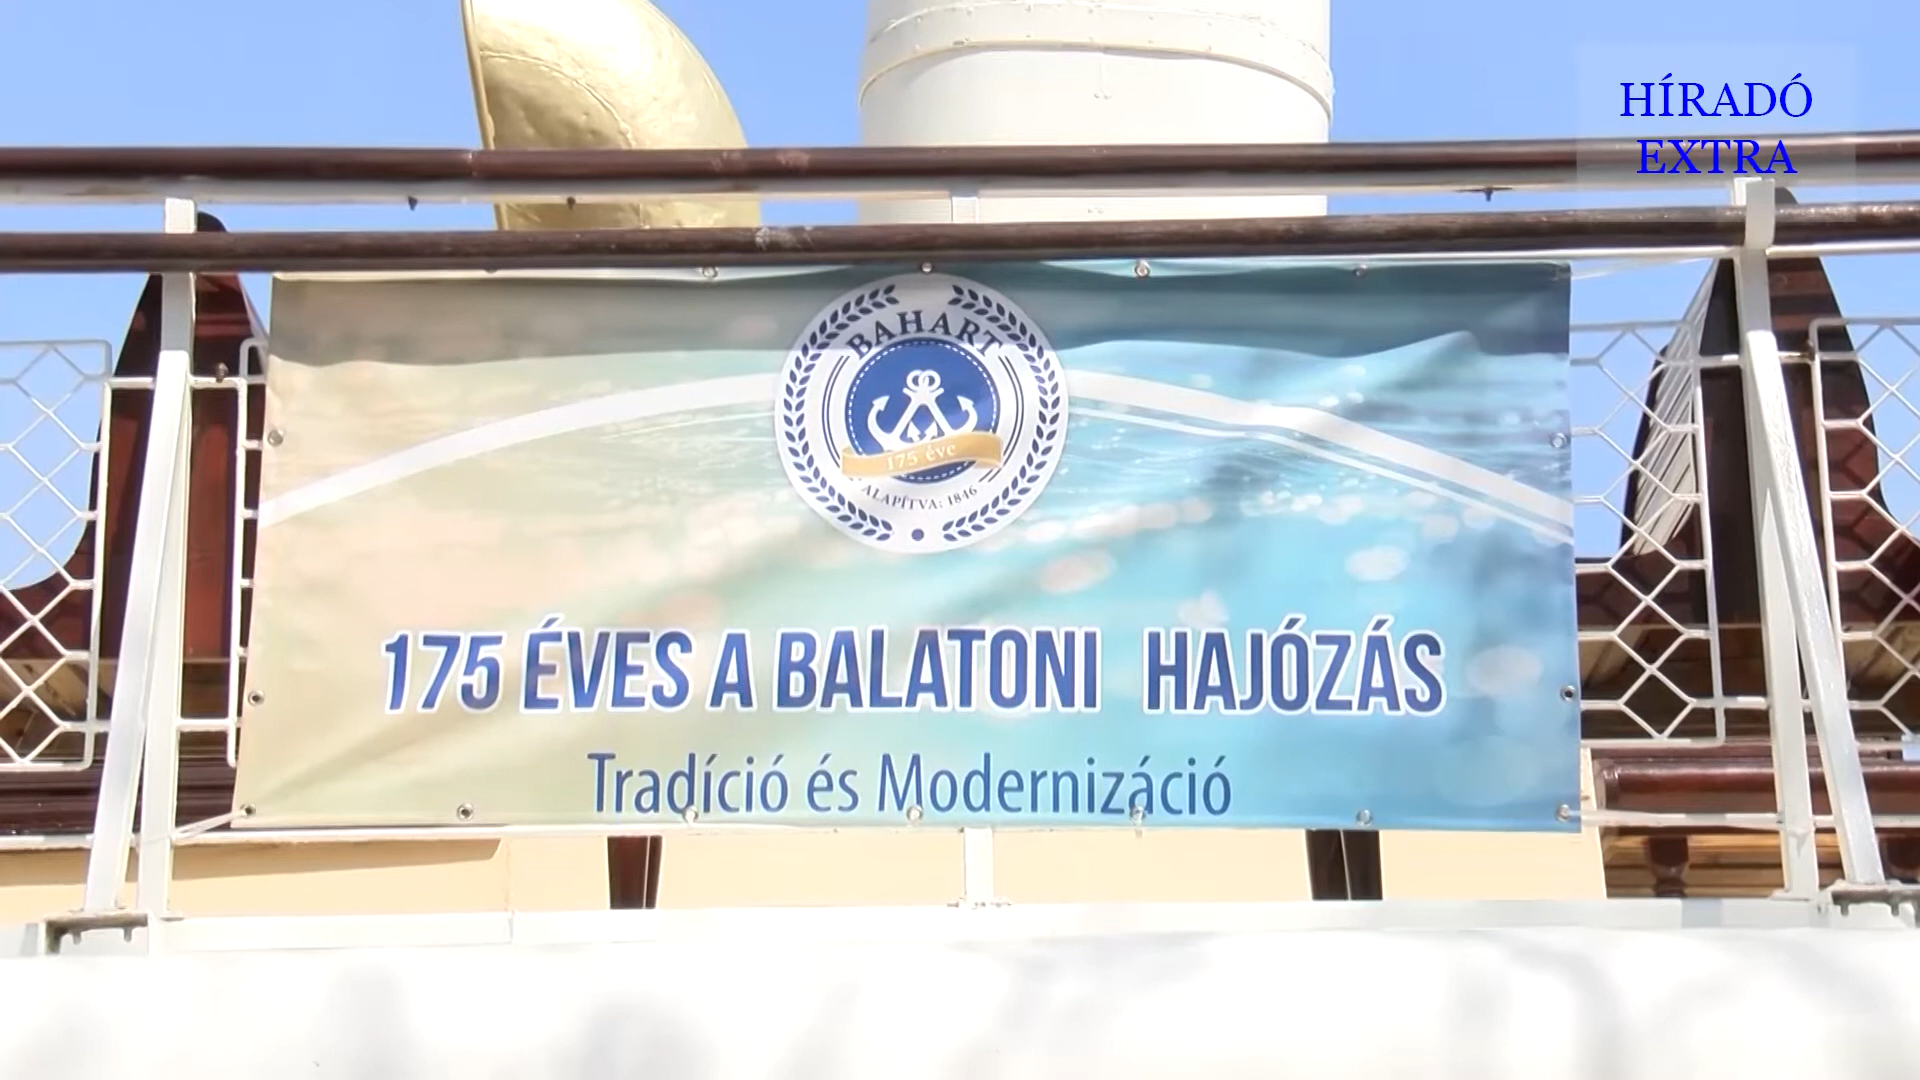 HÍRADÓ
EXTRA
BAHART
175 éve
ALAPÍTVA: 1846
175 ÉVES A BALATONI HAJÓZÁS
Tradíció és Modernizáció